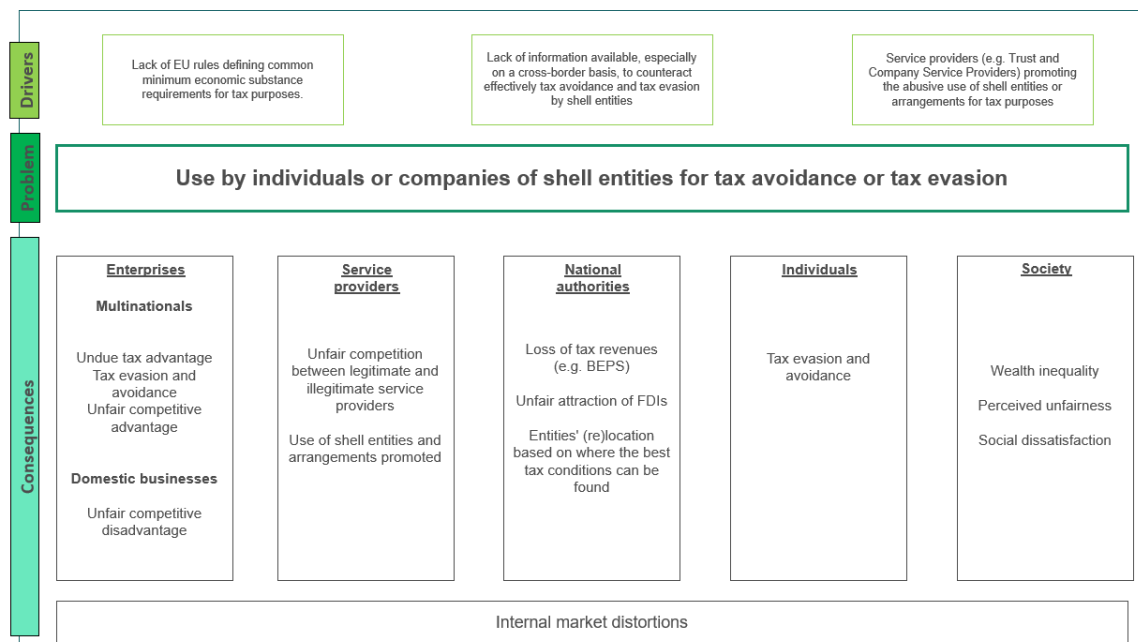 Drivers
Lack of EU rules defining common
minimum economic substance
requirements for tax purposes.
Lack of information available, especially
on a cross-border basis, to counteract
effectively tax avoidance and tax evasion
by shell entities
Service providers (e.g. Trust and
Company Service Providers) promoting
the abusive use of shell entities or
arrangements for tax purposes
Problem
Use by individuals or companies of shell entities for tax avoidance or tax evasion
Consequences
Enterprises
Multinationals
Undue tax advantage
Tax evasion and
avoidance
Unfair competitive
advantage
Domestic businesses
Unfair competitive
disadvantage
Service
providers
Unfair competition
between legitimate and
illegitimate service
providers
Use of shell entities and
arrangements promoted
National
authorities
Loss of tax revenues
(e.g. BEPS)
Unfair attraction of FDIs
Entities' (re)location
based on where the best
tax conditions can be
found
Individuals
Tax evasion and
avoidance
Society
Wealth inequality
Perceived unfairness
Social dissatisfaction
Internal market distortions